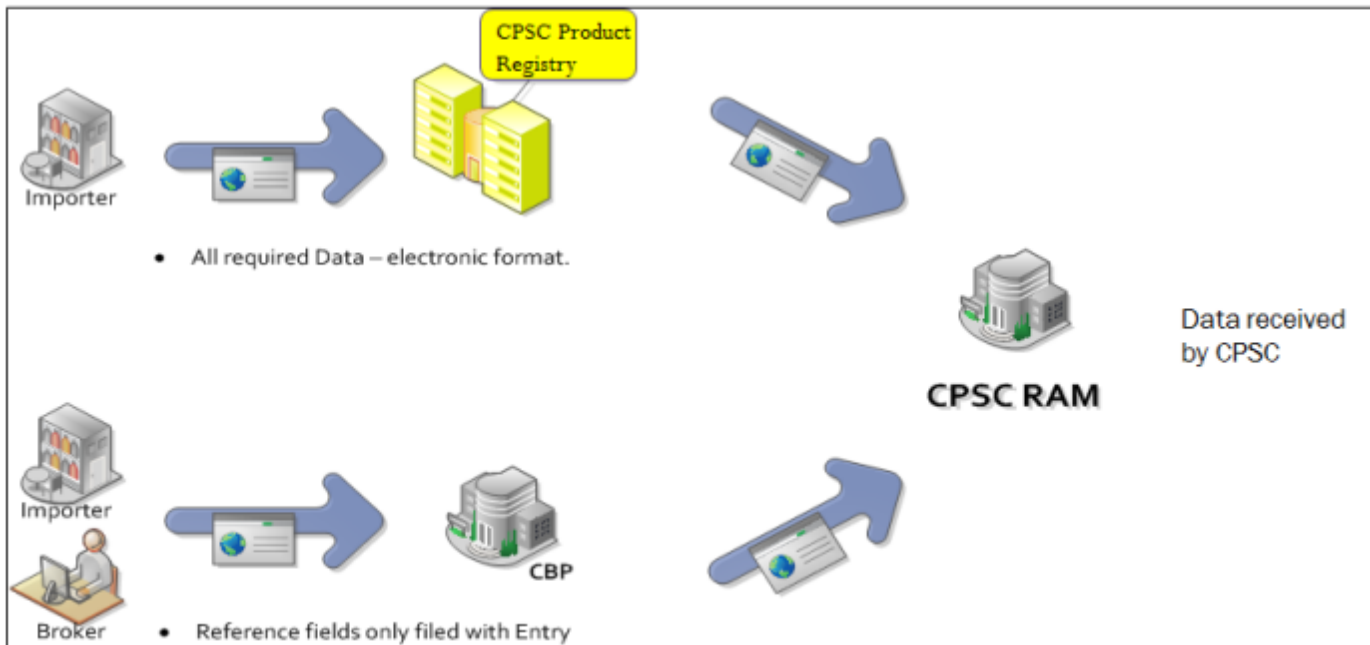 CPSC Product
Registry
Importer
• All required Data – electronic format.
CPSC RAM
Data received
by CPSC
Importer
CBP
Broker
• Reference fields only filed with Entry